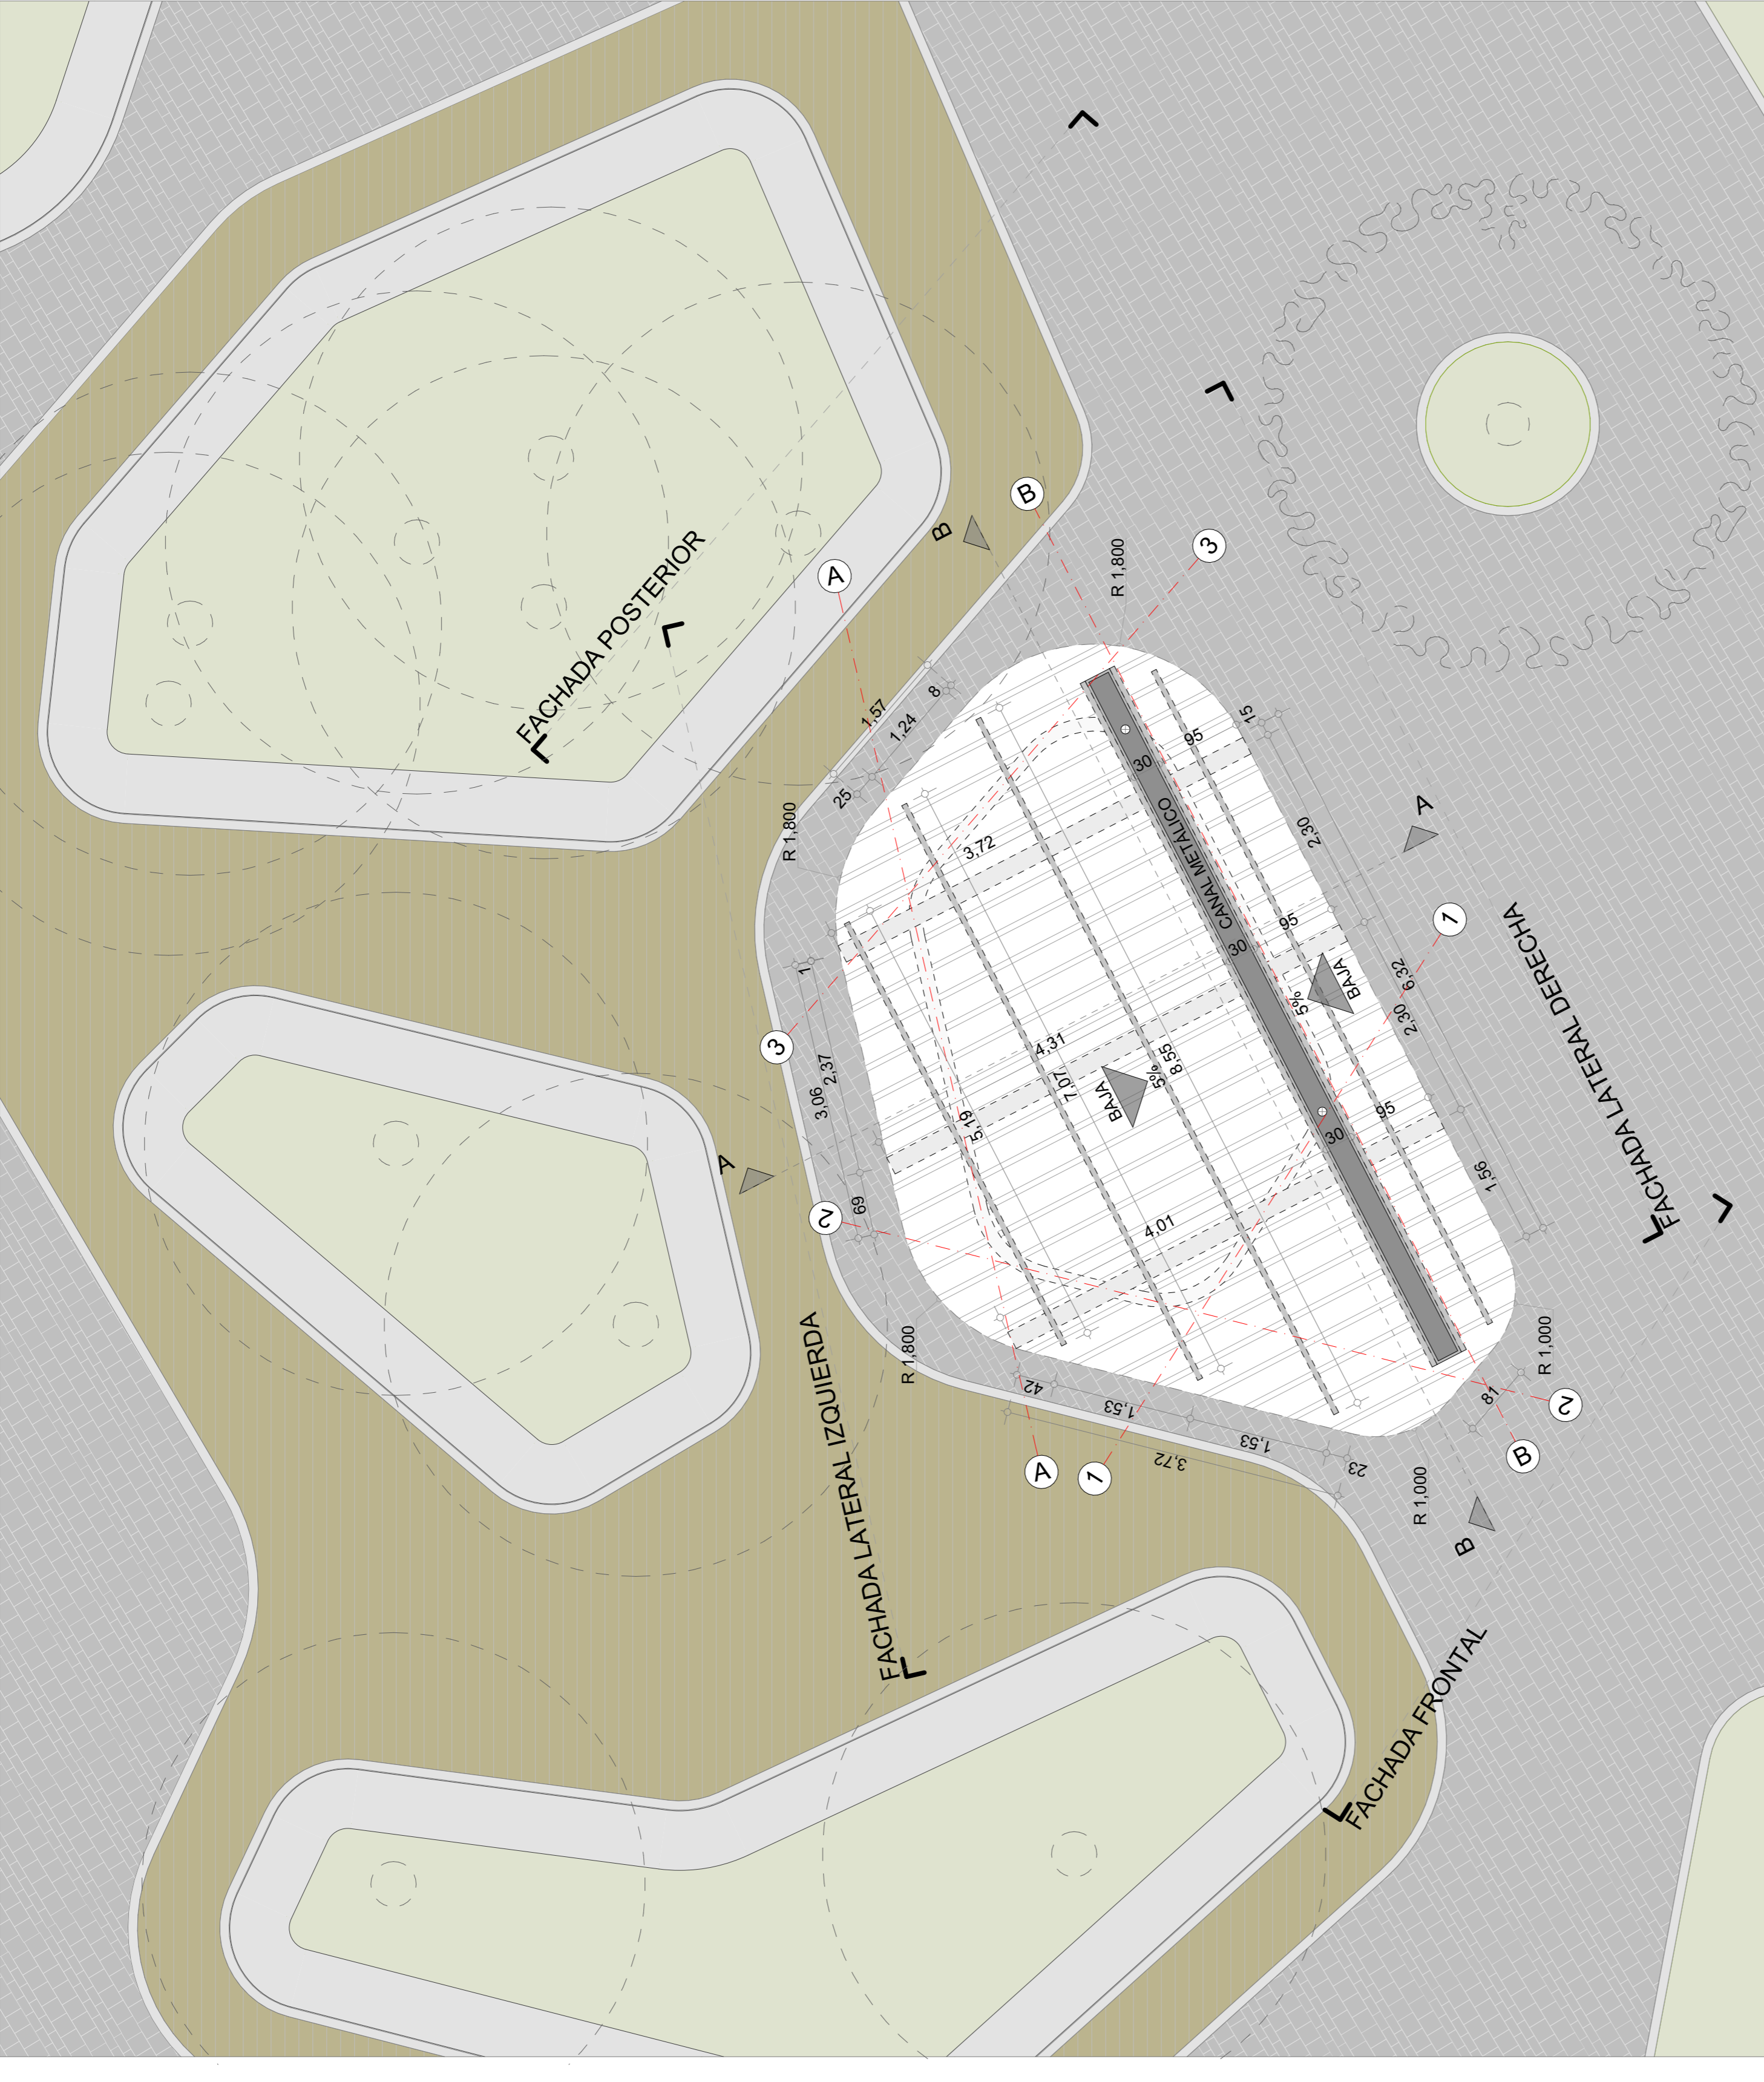 B
3
B
R 1,800
A
FACHADA POSTERIOR
8
1,57
1,24
25
R 1,800
15
95
30
2,30
A
CANAL METALICO
3,72
1
95
30
FACHADA LATERAL DERECHA
1
6,32
2,30
BAJA
5%
3
2,37
3,06
4,31
8,55
5%
7,07
BAJA
5,19
95
30
1,56
A
69
2
4,01
R 1,800
R 1,000
FACHADA LATERAL IZQUIERDA
42
81
1,53
2
1,53
3,72
23
B
A
1
R 1,000
B
FACHADA FRONTAL